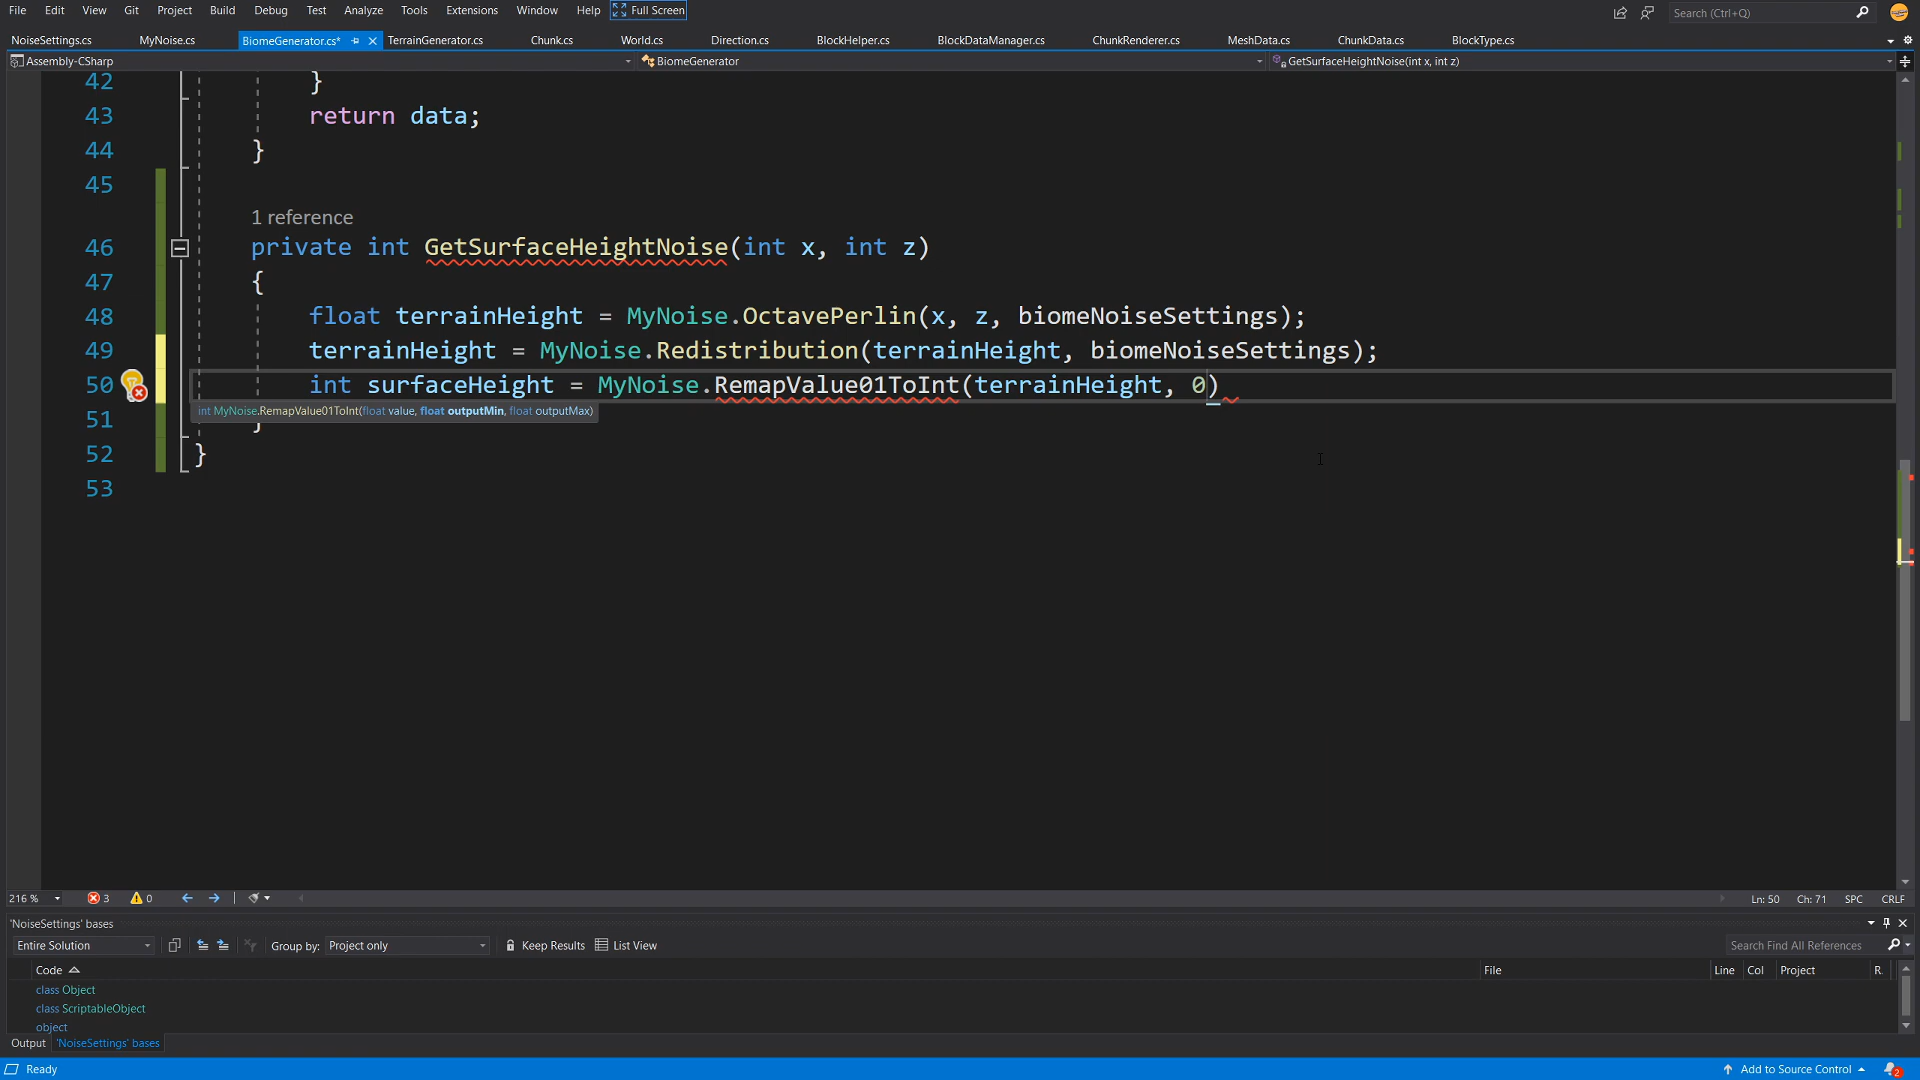 File Edit View Git Project Build Debug Test Analyze Tools Extensions Window Help Full Screen Search (Ctrl+Q)
NoiseSettings.cs MyNoise.cs BiomeGenerator.cs* TerrainGenerator.cs Chunk.cs World.cs Direction.cs BlockHelper.cs BlockDataManager.cs ChunkRenderer.cs MeshData.cs ChunkData.cs BlockType.cs
Assembly-CSharp BiomeGenerator GetSurfaceHeightNoise(int x, int z)
42 }
43 return data;
44 }
45
1 reference
46 private int GetSurfaceHeightNoise(int x, int z)
47 {
48 float terrainHeight = MyNoise.OctavePerlin(x, z, biomeNoiseSettings);
49 terrainHeight = MyNoise.Redistribution(terrainHeight, biomeNoiseSettings);
50 int surfaceHeight = MyNoise.RemapValue01ToInt(terrainHeight, 0)
int MyNoise.RemapValue01ToInt(float value, float outputMin, float outputMax)
51 }
52 }
53
216 % 3 0 Ln: 50 Ch: 71 SPC CRLF
'NoiseSettings' bases
Entire Solution Group by: Project only Keep Results List View Search Find All References
Code File Line Col Project R.
class Object
class ScriptableObject
object
Output 'NoiseSettings' bases
Ready Add to Source Control 2